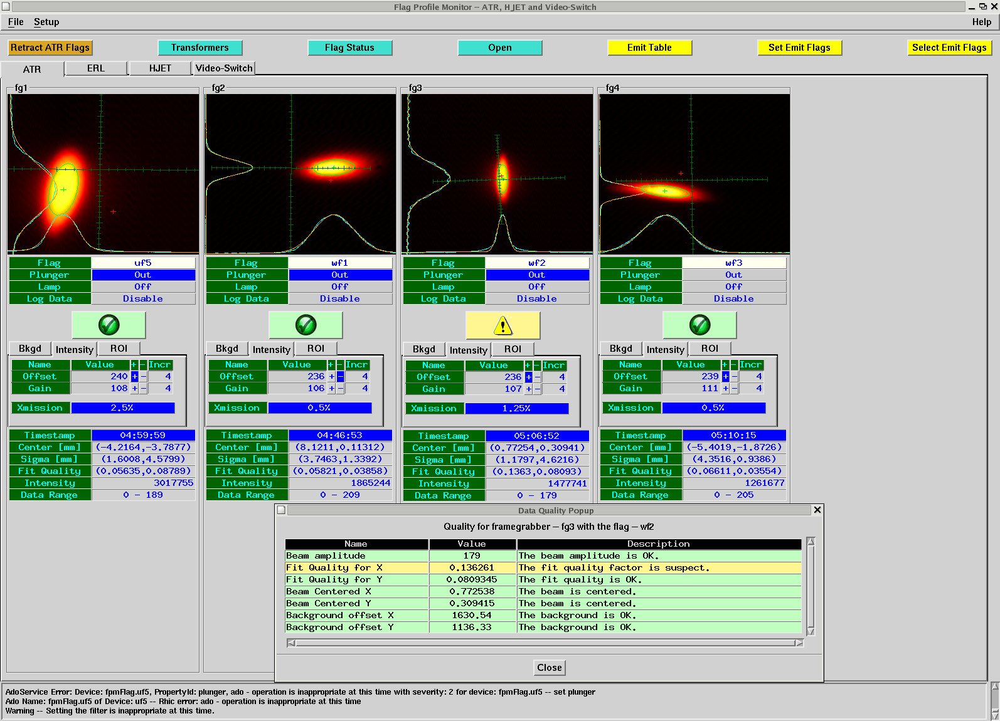 Flag Profile Monitor -- ATR, HJET and Video-Switch
File Setup Help
Retract ATR Flags Transformers Flag Status Open Emit Table Set Emit Flags Select Emit Flags
ATR ERL HJET Video-Switch
fg1 fg2 fg3 fg4
Flag uf5 Flag wf1 Flag wf2 Flag wf3
Plunger Out Plunger Out Plunger Out Plunger Out
Lamp Off Lamp Off Lamp Off Lamp Off
Log Data Disable Log Data Disable Log Data Disable Log Data Disable
Bkgd Intensity ROI Bkgd Intensity ROI Bkgd Intensity ROI Bkgd Intensity ROI
Name Value + - Incr Name Value + - Incr Name Value + - Incr Name Value + - Incr
Offset 240 + - 4 Offset 236 + - 4 Offset 236 + - 4 Offset 239 + - 4
Gain 108 + - 4 Gain 106 + - 4 Gain 107 + - 4 Gain 111 + - 4
Xmission 2.5% Xmission 0.5% Xmission 1.25% Xmission 0.5%
Timestamp 04:59:59 Timestamp 04:46:53 Timestamp 05:06:52 Timestamp 05:10:15
Center [mm] (-4.2164,-3.7877) Center [mm] (8.1211,0.11312) Center [mm] (0.77254,0.30941) Center [mm] (-5.4019,-1.8726)
Sigma [mm] (1.6008,4.5799) Sigma [mm] (3.7463,1.3392) Sigma [mm] (1.1797,4.6216) Sigma [mm] (4.3516,0.9386)
Fit Quality (0.05635,0.08789) Fit Quality (0.05821,0.03858) Fit Quality (0.1363,0.08093) Fit Quality (0.06611,0.03554)
Intensity 3017755 Intensity 1865244 Intensity 1477741 Intensity 1261677
Data Range 0 - 189 Data Range 0 - 209 Data Range 0 - 179 Data Range 0 - 205
Data Quality Popup
Quality for framegrabber -- fg3 with the flag -- wf2
Name Value Description
Beam amplitude 179 The beam amplitude is OK.
Fit Quality for X 0.136261 The fit quality factor is suspect.
Fit Quality for Y 0.0809345 The fit quality is OK.
Beam Centered X 0.772538 The beam is centered.
Beam Centered Y 0.309415 The beam is centered.
Background offset X 1630.54 The background is OK.
Background offset Y 1136.33 The background is OK.
Close
AdoService Error: Device: fpmFlag.uf5, PropertyId: plunger, ado - operation is inappropriate at this time with severity: 2 for device: fpmFlag.uf5 -- set plunger
Ado Name: fpmFlag.uf5 of Device: uf5 -- Rhic error: ado - operation is inappropriate at this time
Warning -- Setting the filter is inappropriate at this time.